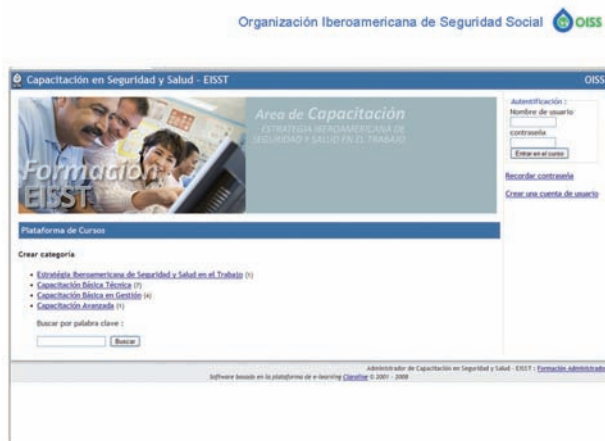 Organización Iberoamericana de Seguridad Social OISS
Capacitación en Seguridad y Salud - EISST OISS
Formación
EISST
Area de Capacitación
ESTRATEGIA IBEROAMERICANA DE
SEGURIDAD Y SALUD EN EL TRABAJO
Autentificación :
Nombre de usuario
contraseña
Entrar en el curso
Recordar contraseña
Crear una cuenta de usuario
Plataforma de Cursos
Crear categoría
Estratégia Iberoamericana de Seguridad y Salud en el Trabajo (1)
Capacitación Básica Técnica (7)
Capacitación Básica en Gestión (4)
Capacitación Avanzada (1)
Buscar por palabra clave :
Buscar
Administrador de Capacitación en Seguridad y Salud - EISST : Formación Administrador
Software basado en la plataforma de e-learning Claroline © 2001 - 2008